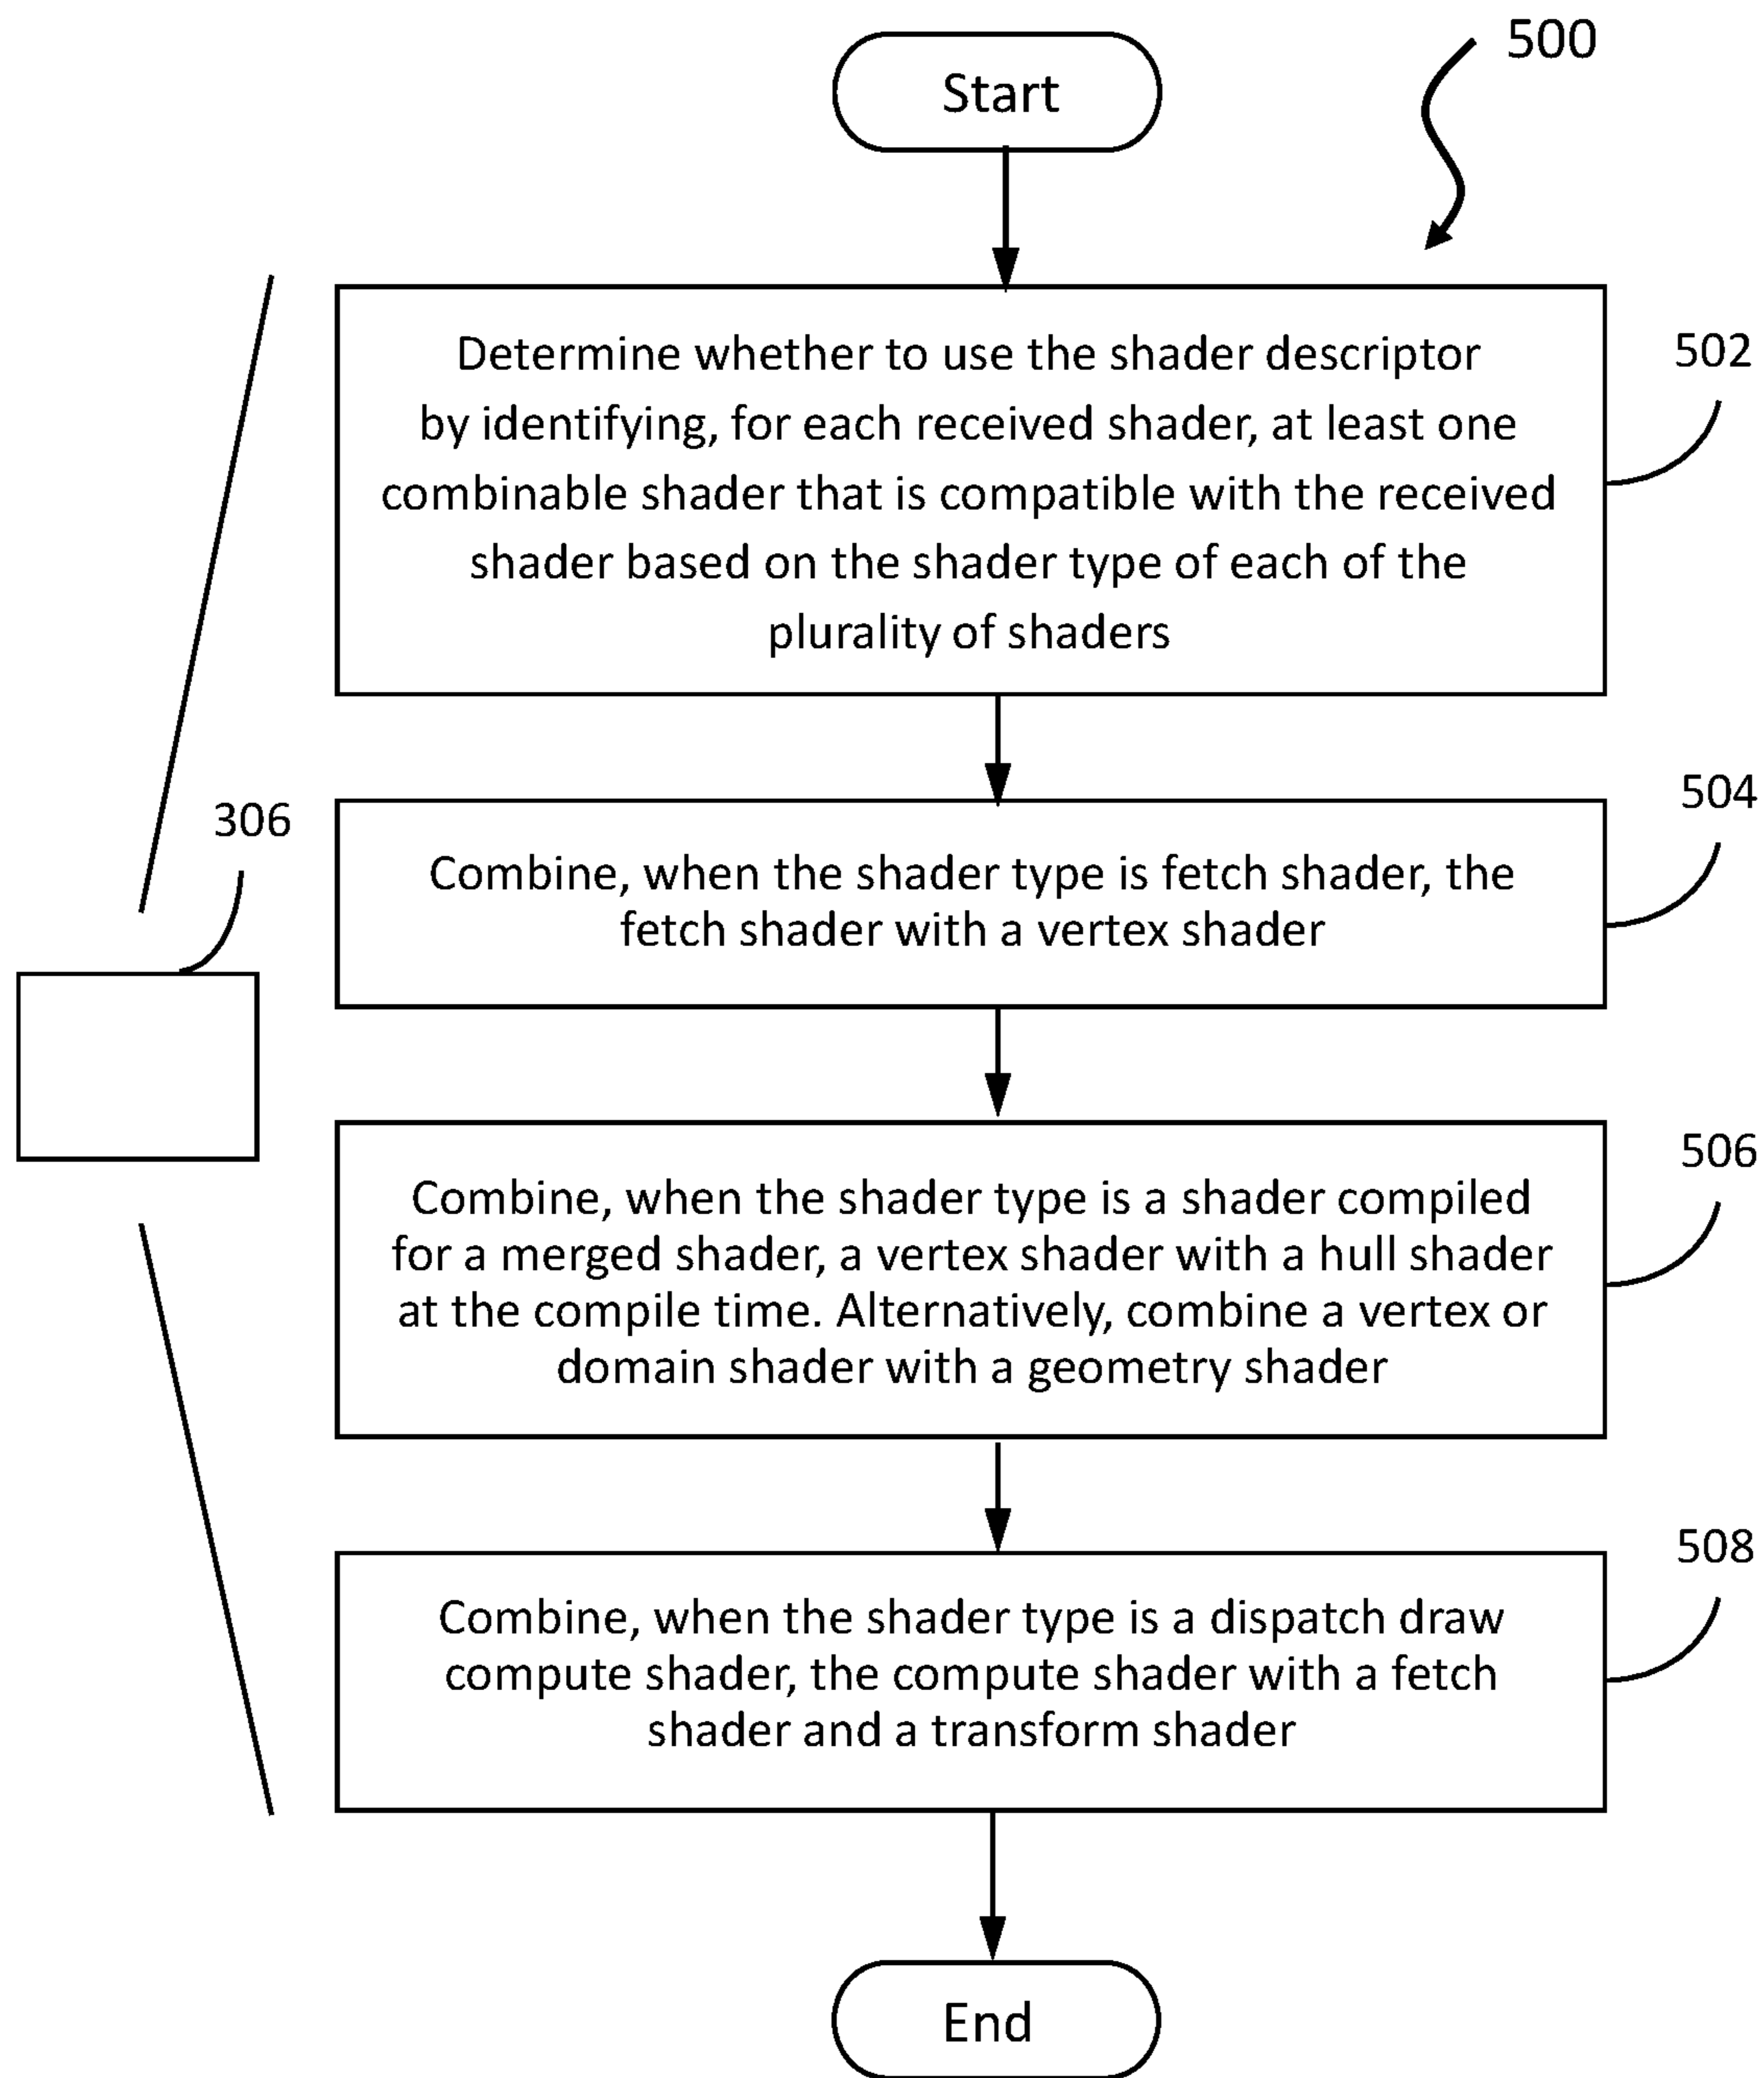 500
Start
Determine whether to use the shader descriptor
by identifying, for each received shader, at least one
combinable shader that is compatible with the received
shader based on the shader type of each of the
plurality of shaders
502
306
504
Combine, when the shader type is fetch shader, the
fetch shader with a vertex shader
506
Combine, when the shader type is a shader compiled
for a merged shader, a vertex shader with a hull shader
at the compile time. Alternatively, combine a vertex or
domain shader with a geometry shader
508
Combine, when the shader type is a dispatch draw
compute shader, the compute shader with a fetch
shader and a transform shader
End